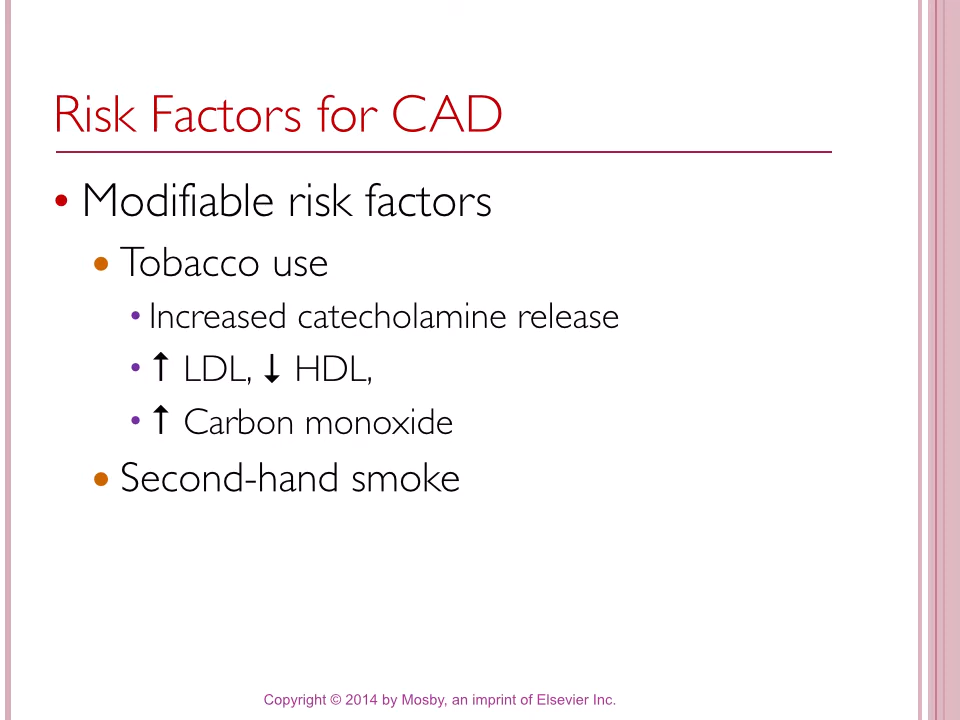 Risk Factors for CAD
• Modifiable risk factors
• Tobacco use
• Increased catecholamine release
• ↑ LDL, ↓ HDL,
• ↑ Carbon monoxide
• Second-hand smoke
Copyright © 2014 by Mosby, an imprint of Elsevier Inc.